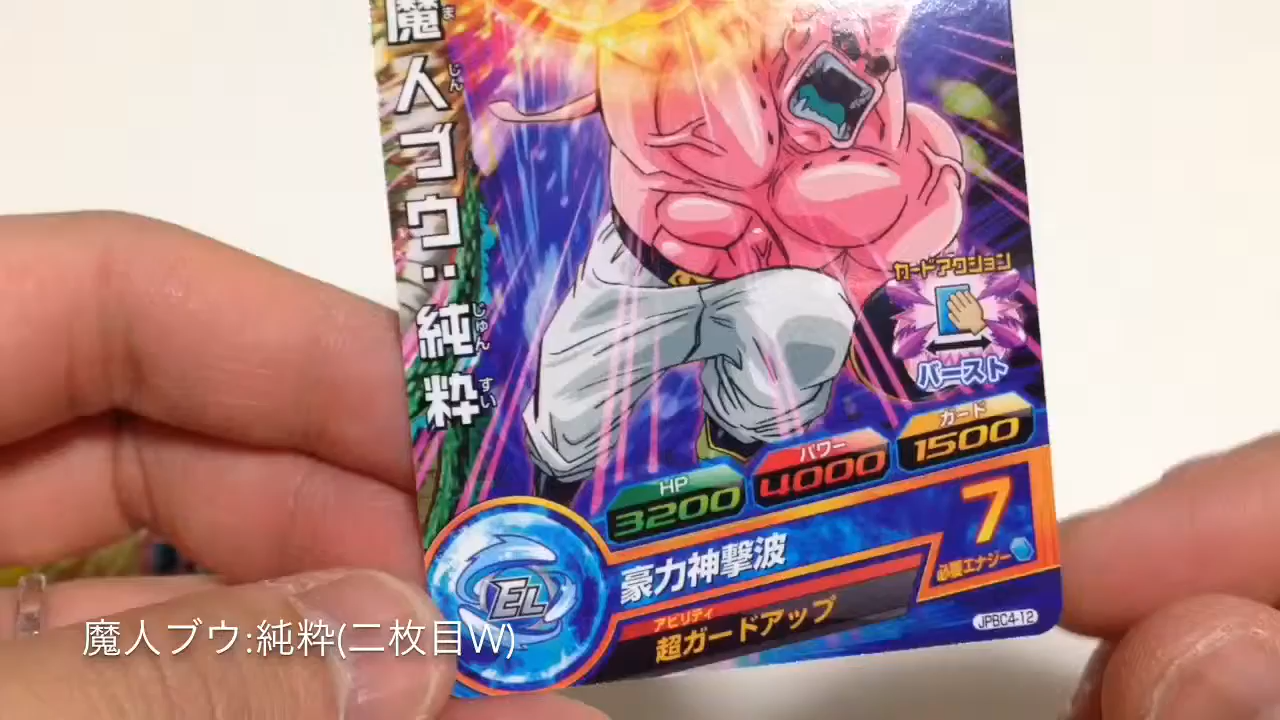 魔人ブウ:純粋
ま
じん
じゅん
すい
カードアクション
バースト
HP
3200
パワー
4000
ガード
1500
EL
豪力神撃波
7
必要エナジー
アビリティ
超ガードアップ
JPBC4-12
魔人ブウ:純粋(二枚目W)